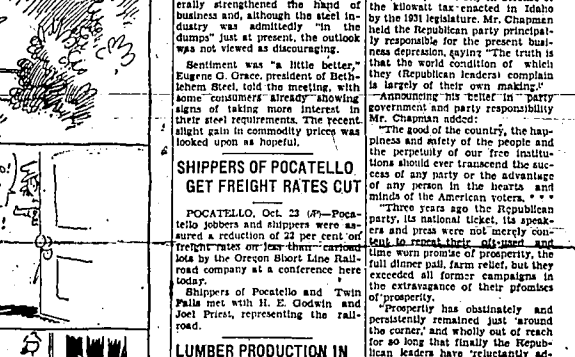 erally strengthened the hand of
business and, although the steel in-
dustry was admittedly "in the
dumps" just at present, the outlook
was not viewed as discouraging.
Sentiment was "a little better,"
Eugene G. Grace, president of Beth-
lehem Steel, told the meeting, with
some consumers already showing
signs of taking more interest in
their steel requirements. The recent
slight gain in commodity prices was
looked upon as hopeful.
SHIPPERS OF POCATELLO
GET FREIGHT RATES CUT
POCATELLO, Oct. 23 (AP)—Poca-
tello jobbers and shippers were as-
sured a reduction of 22 per cent on
freight rates on less than carload
lots by the Oregon Short Line Rail-
road company at a conference here
today.
Shippers of Pocatello and Twin
Falls met with H. E. Godwin and
Joel Priest, representing the rail-
road.
LUMBER PRODUCTION IN
the kilowatt tax enacted in Idaho
by the 1931 legislature. Mr. Chapman
held the Republican party principal-
ly responsible for the present busi-
ness depression, saying "The truth is
that the world condition of which
they (Republican leaders) complain
is largely of their own making."
Announcing his belief in party
government and party responsibility
Mr. Chapman added:
"The good of the country, the hap-
piness and safety of the people and
the perpetuity of our free institu-
tions should ever transcend the suc-
cess of any party or the advantage
of any person in the hearts and
minds of the American voters. * * *
"Three years ago the Republican
party, its national ticket, its speak-
ers and press were not merely con-
tent to repeat their oft-used and
time worn promise of prosperity, the
full dinner pail, farm relief, but they
exceeded all former campaigns in
the extravagance of their promises
of prosperity.
"Prosperity has obstinately and
persistently remained just 'around
the corner,' and wholly out of reach
for so long that finally the Repub-
lican leaders have 'reluctantly ad-